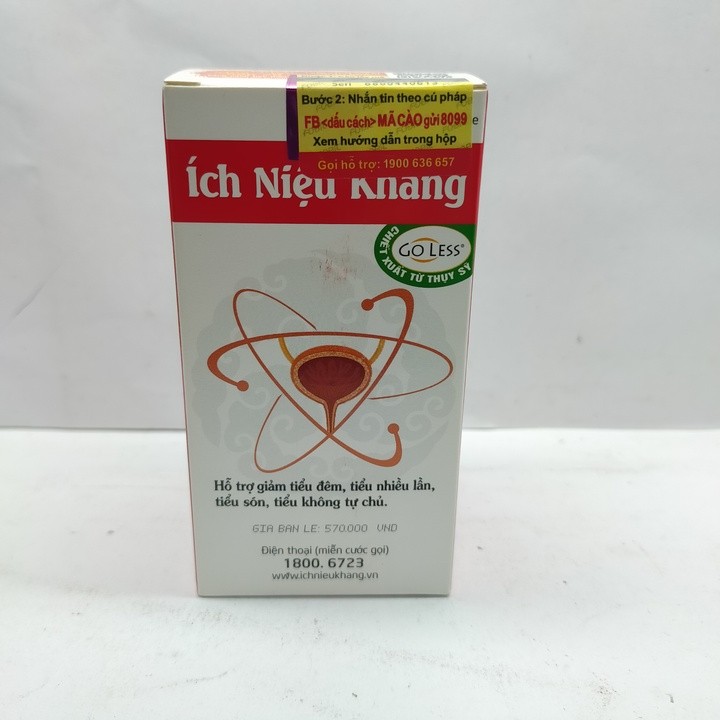 Bước 2: Nhắn tin theo cú pháp
FB<dấu cách> MÃ CÀO gửi 8099
Xem hướng dẫn trong hộp
Gọi hỗ trợ: 1900 636 657
Ích Niệu Khang
GO LESS®
CHIẾT XUẤT TỪ THỤY SỸ
Hỗ trợ giảm tiểu đêm, tiểu nhiều lần,
tiểu són, tiểu không tự chủ.
GIA BAN LE: 570.000 VND
Điện thoại (miễn cước gọi)
1800. 6723
www.ichnieukhang.vn